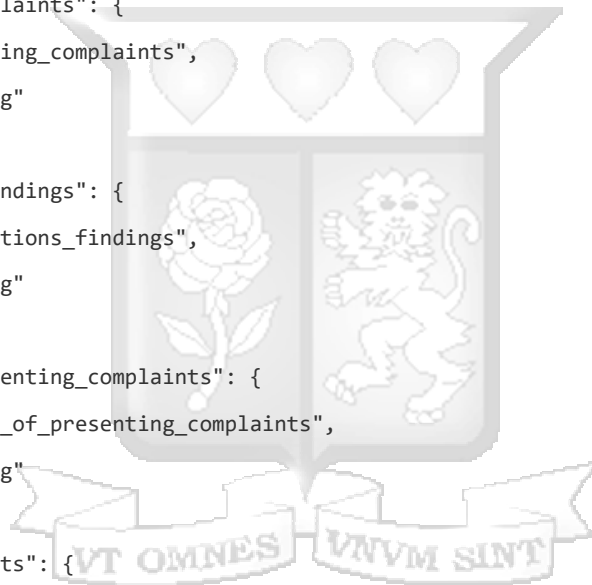 laints": {
ing_complaints",
g"
ndings": {
tions_findings",
g"
enting_complaints": {
_of_presenting_complaints",
g"
ts": {
VT OMNES VNVM SINT